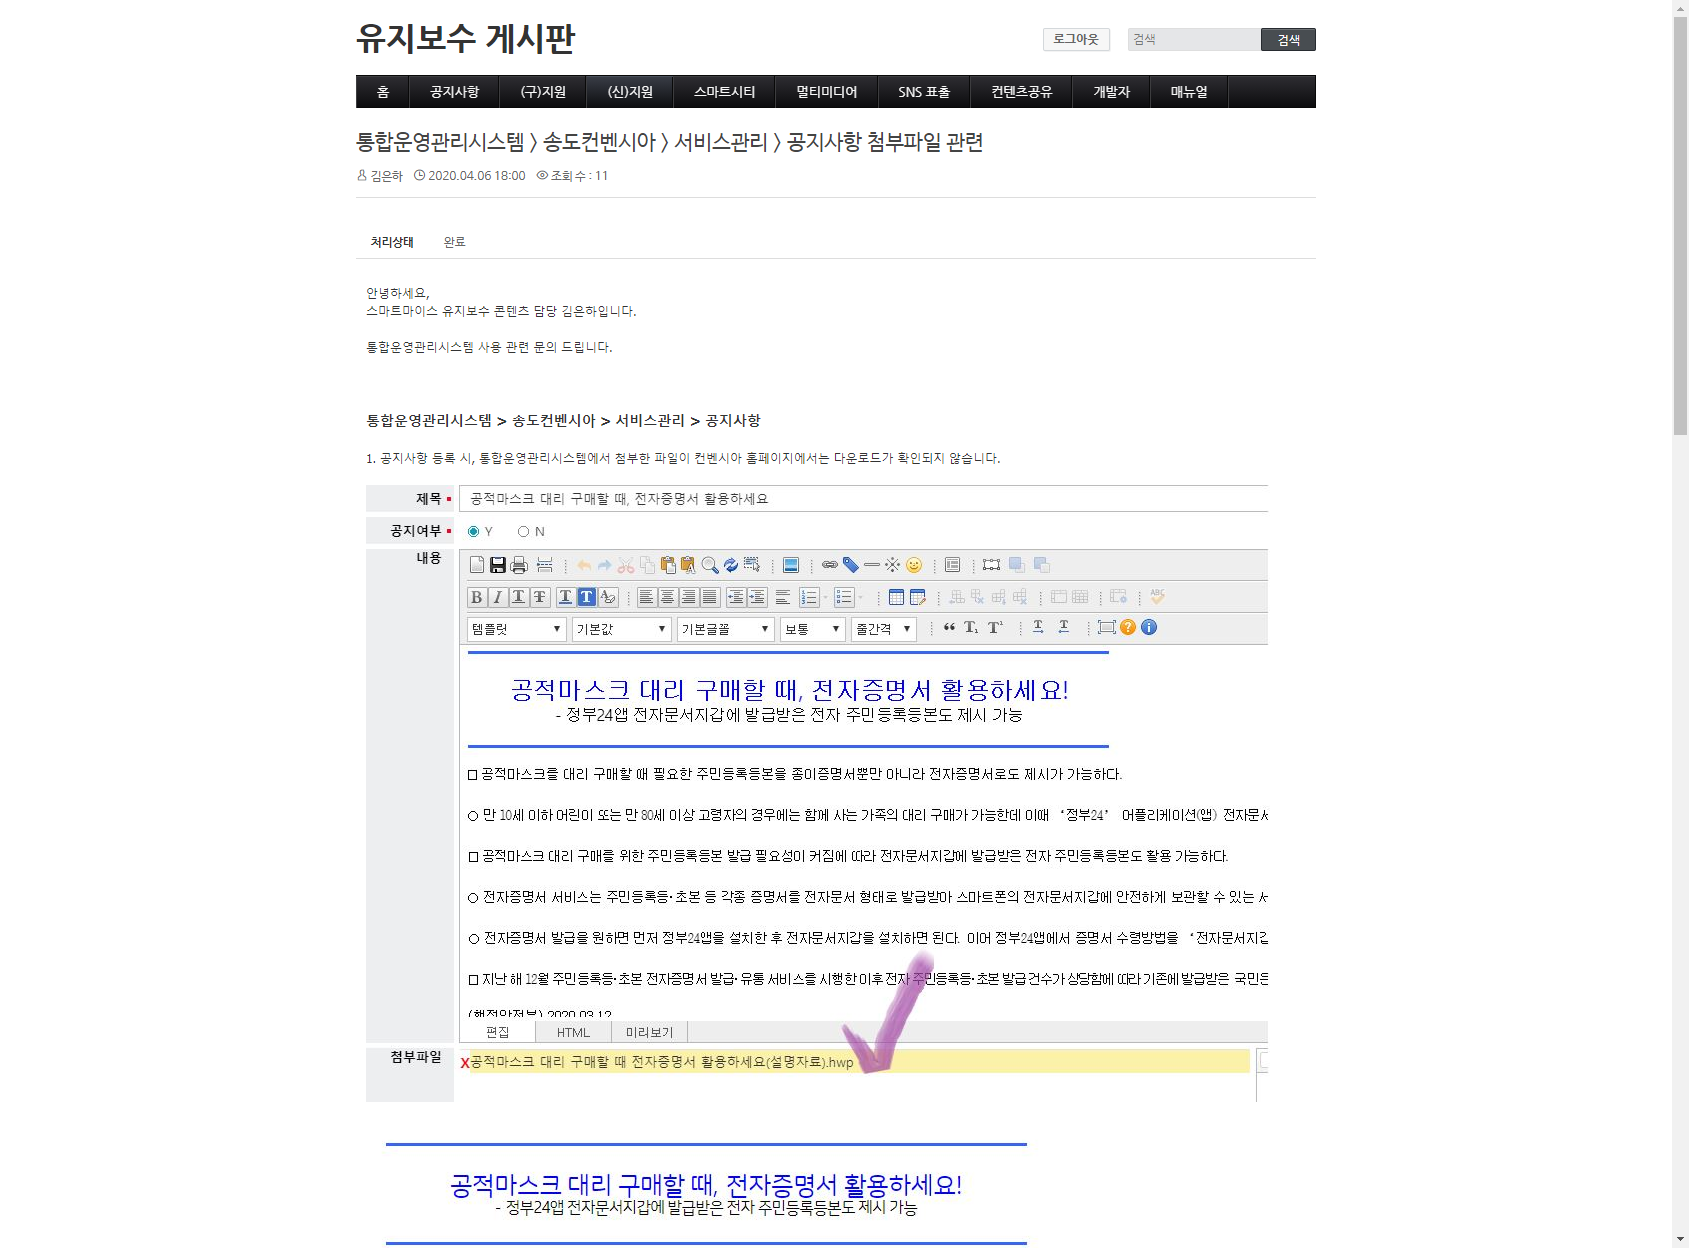 유지보수 게시판
로그아웃 검색 검색
홈 공지사항 (구)지원 (신)지원 스마트시티 멀티미디어 SNS 표출 컨텐츠공유 개발자 매뉴얼
통합운영관리시스템 > 송도컨벤시아 > 서비스관리 > 공지사항 첨부파일 관련
김은하 2020.04.06 18:00 조회 수 : 11
처리상태 완료
안녕하세요,
스마트마이스 유지보수 콘텐츠 담당 김은하입니다.
통합운영관리시스템 사용 관련 문의 드립니다.
통합운영관리시스템 > 송도컨벤시아 > 서비스관리 > 공지사항
1. 공지사항 등록 시, 통합운영관리시스템에서 첨부한 파일이 컨벤시아 홈페이지에서는 다운로드가 확인되지 않습니다.
제목 공적마스크 대리 구매할 때, 전자증명서 활용하세요
공지여부 Y N
내용
템플릿 기본값 기본글꼴 보통 줄간격
공적마스크 대리 구매할 때, 전자증명서 활용하세요!
- 정부24앱 전자문서지갑에 발급받은 전자 주민등록등본도 제시 가능
□ 공적마스크를 대리 구매할 때 필요한 주민등록등본을 종이증명서뿐만 아니라 전자증명서로도 제시가 가능하다.
○ 만 10세 이하 어린이 또는 만 80세 이상 고령자의 경우에는 함께 사는 가족의 대리 구매가 가능한데 이때 ‘정부24’ 어플리케이션(앱) 전자문서
□ 공적마스크 대리 구매를 위한 주민등록등본 발급 필요성이 커짐에 따라 전자문서지갑에 발급받은 전자 주민등록등본도 활용 가능하다.
○ 전자증명서 서비스는 주민등록등·초본 등 각종 증명서를 전자문서 형태로 발급받아 스마트폰의 전자문서지갑에 안전하게 보관할 수 있는 서
○ 전자증명서 발급을 원하면 먼저 정부24앱을 설치한 후 전자문서지갑을 설치하면 된다. 이어 정부24앱에서 증명서 수령방법을 ‘전자문서지갑
□ 지난 해 12월 주민등록등·초본 전자증명서 발급·유통 서비스를 시행한 이후 전자 주민등록등·초본 발급 건수가 상당함에 따라 기존에 발급받은 국민은
(행정안전부) 2020.03.12
편집 HTML 미리보기
첨부파일 X공적마스크 대리 구매할 때 전자증명서 활용하세요(설명자료).hwp
공적마스크 대리 구매할 때, 전자증명서 활용하세요!
- 정부24앱 전자문서지갑에 발급받은 전자 주민등록등본도 제시 가능